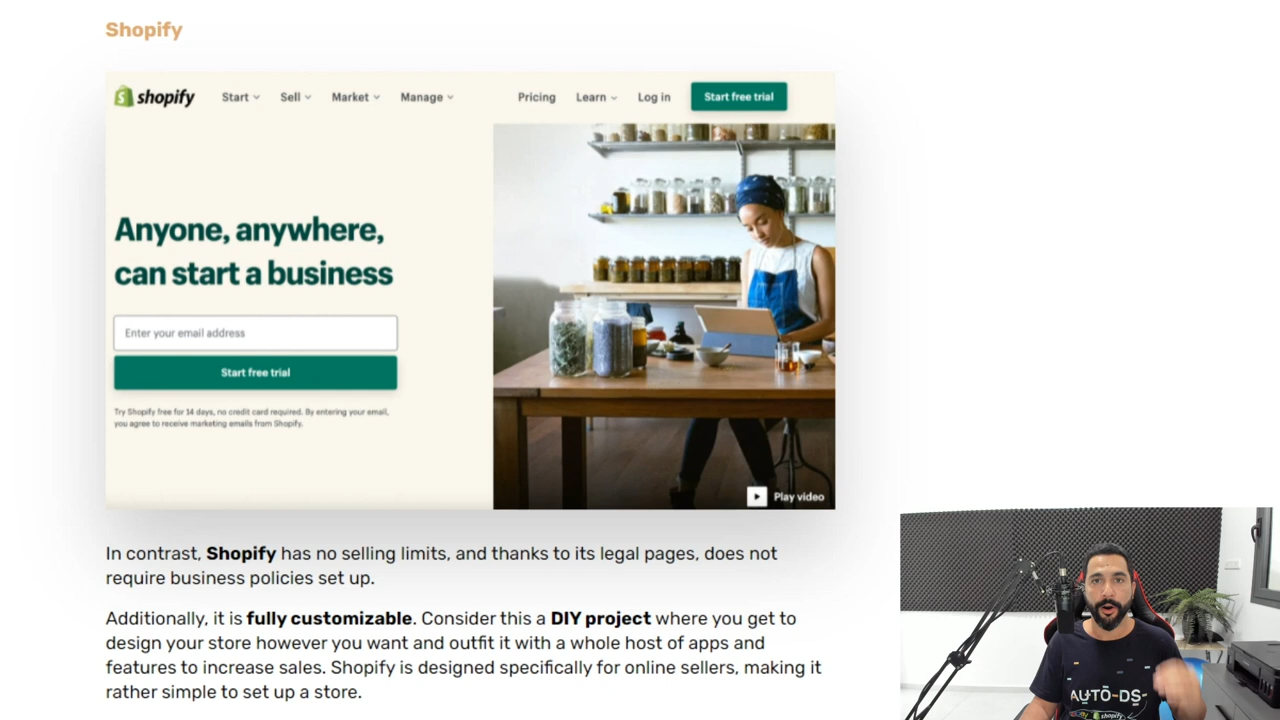 Shopify
shopify Start Sell Market Manage Pricing Learn Log in Start free trial
Anyone, anywhere,
can start a business
Enter your email address
Start free trial
Try Shopify free for 14 days, no credit card required. By entering your email,
you agree to receive marketing emails from Shopify.
Play video
In contrast, Shopify has no selling limits, and thanks to its legal pages, does not
require business policies set up.
Additionally, it is fully customizable. Consider this a DIY project where you get to
design your store however you want and outfit it with a whole host of apps and
features to increase sales. Shopify is designed specifically for online sellers, making it
rather simple to set up a store.
AUTO-DS
shopify